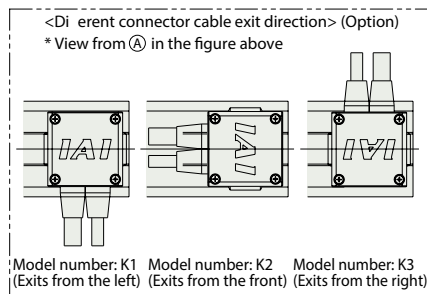 <Di erent connector cable exit direction> (Option)
* View from Ⓐ in the figure above
IAI
IAI
IAI
Model number: K1
(Exits from the left)
Model number: K2
(Exits from the front)
Model number: K3
(Exits from the right)